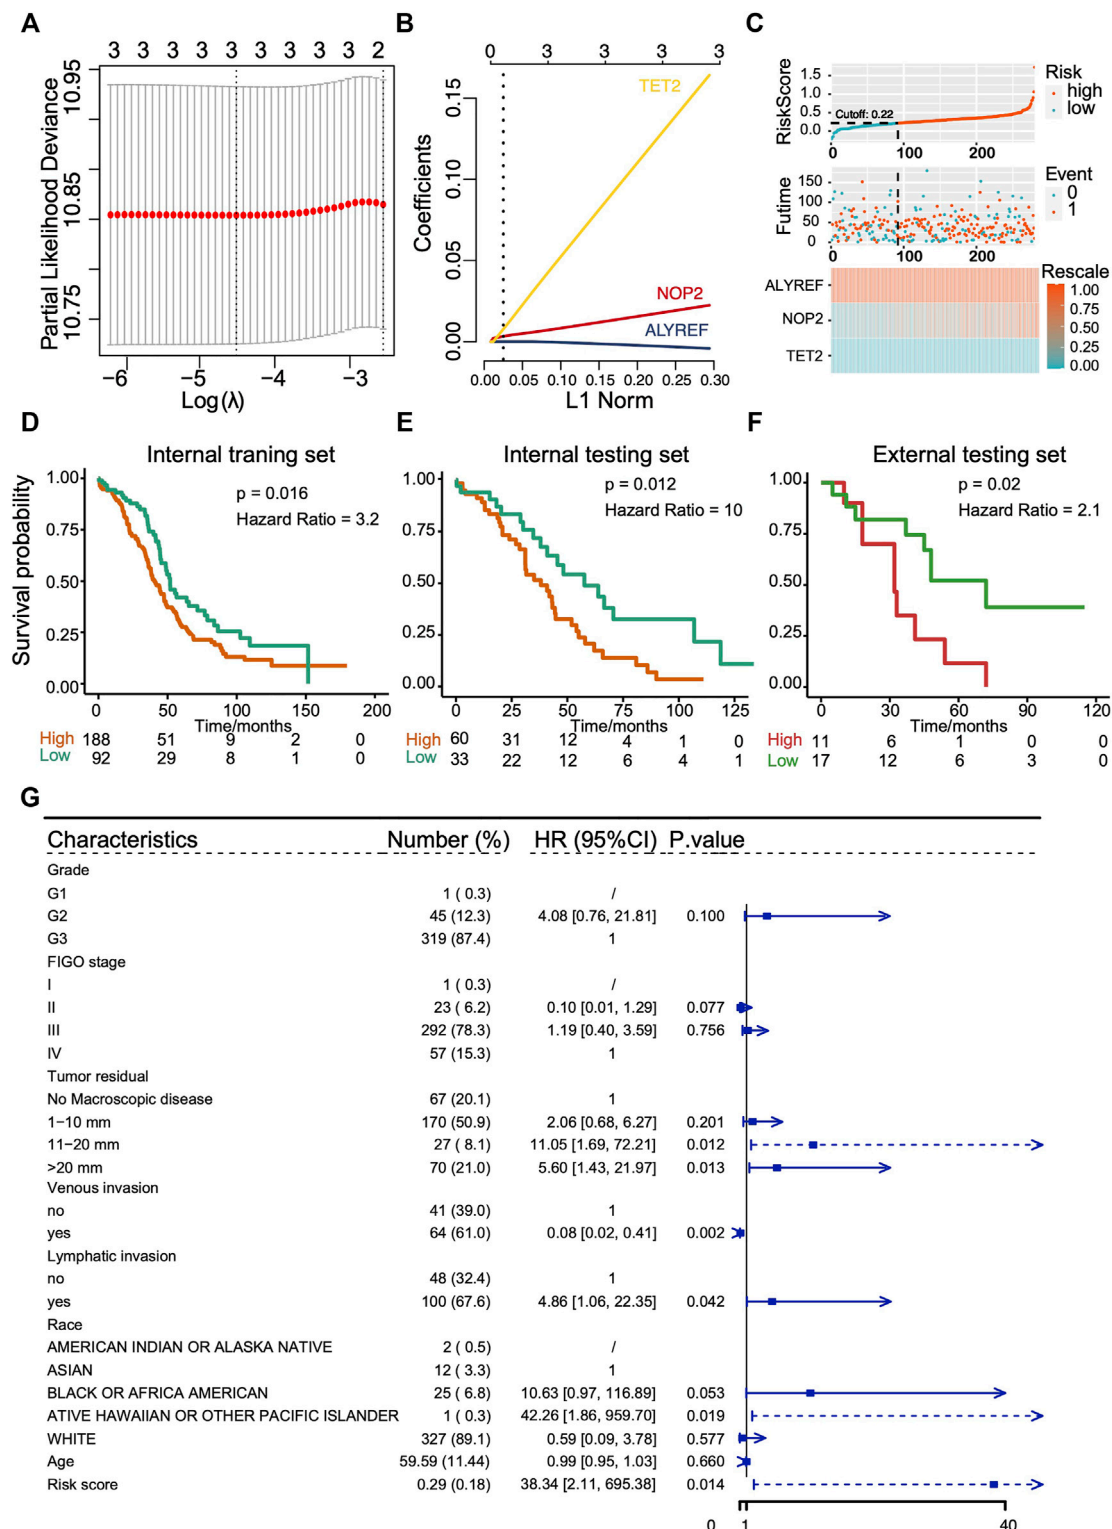 A
3 3 3 3 3 3 3 3 3 2
Partial Likelihood Deviance
10.95
10.85
10.75
−6 −5 −4 −3
Log(λ)
B
0 3 3 3 3
Coefficients
0.15
0.10
0.05
0.00
TET2
NOP2
ALYREF
0.00 0.05 0.10 0.15 0.20 0.25 0.30
L1 Norm
C
RiskScore
1.5
1.0
0.5
0.0
Cutoff: 0.22
0 100 200
Risk
high
low
Futime
150
100
50
0
0 100 200
Event
0
1
ALYREF
NOP2
TET2
Rescale
1.00
0.75
0.50
0.25
0.00
D
Internal traning set
Survival probability
1.00
0.75
0.50
0.25
0.00
p = 0.016
Hazard Ratio = 3.2
0 50 100 150 200
Time/months
High 188 51 9 2 0
Low 92 29 8 1 0
E
Internal testing set
1.00
0.75
0.50
0.25
0.00
p = 0.012
Hazard Ratio = 10
0 25 50 75 100 125
Time/months
High 60 31 12 4 1 0
Low 33 22 12 6 4 1
F
External testing set
1.00
0.75
0.50
0.25
0.00
p = 0.02
Hazard Ratio = 2.1
0 30 60 90 120
Time/months
High 11 6 1 0 0
Low 17 12 6 3 0
G
Characteristics Number (%) HR (95%CI) P.value
Grade
G1 1 ( 0.3) /
G2 45 (12.3) 4.08 [0.76, 21.81] 0.100
G3 319 (87.4) 1
FIGO stage
I 1 ( 0.3) /
II 23 ( 6.2) 0.10 [0.01, 1.29] 0.077
III 292 (78.3) 1.19 [0.40, 3.59] 0.756
IV 57 (15.3) 1
Tumor residual
No Macroscopic disease 67 (20.1) 1
1−10 mm 170 (50.9) 2.06 [0.68, 6.27] 0.201
11−20 mm 27 ( 8.1) 11.05 [1.69, 72.21] 0.012
>20 mm 70 (21.0) 5.60 [1.43, 21.97] 0.013
Venous invasion
no 41 (39.0) 1
yes 64 (61.0) 0.08 [0.02, 0.41] 0.002
Lymphatic invasion
no 48 (32.4) 1
yes 100 (67.6) 4.86 [1.06, 22.35] 0.042
Race
AMERICAN INDIAN OR ALASKA NATIVE 2 ( 0.5) /
ASIAN 12 ( 3.3) 1
BLACK OR AFRICA AMERICAN 25 ( 6.8) 10.63 [0.97, 116.89] 0.053
ATIVE HAWAIIAN OR OTHER PACIFIC ISLANDER 1 ( 0.3) 42.26 [1.86, 959.70] 0.019
WHITE 327 (89.1) 0.59 [0.09, 3.78] 0.577
Age 59.59 (11.44) 0.99 [0.95, 1.03] 0.660
Risk score 0.29 (0.18) 38.34 [2.11, 695.38] 0.014
0 1 40